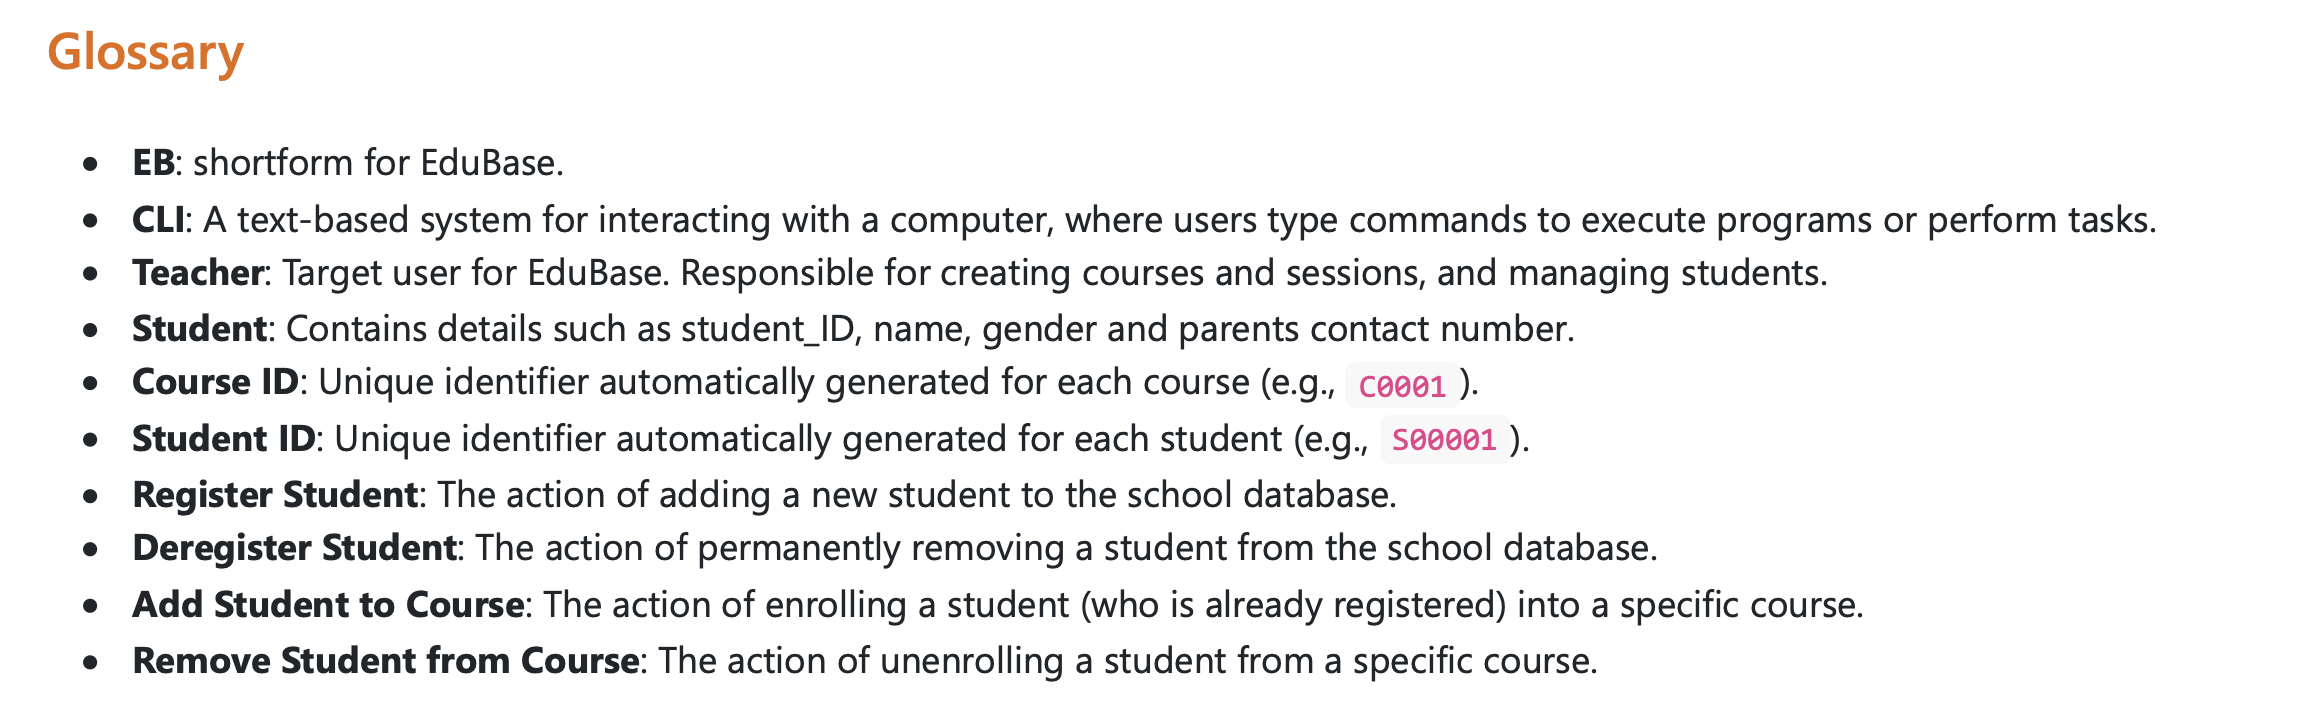 Glossary
• EB: shortform for EduBase.
• CLI: A text-based system for interacting with a computer, where users type commands to execute programs or perform tasks.
• Teacher: Target user for EduBase. Responsible for creating courses and sessions, and managing students.
• Student: Contains details such as student_ID, name, gender and parents contact number.
• Course ID: Unique identifier automatically generated for each course (e.g., C0001 ).
• Student ID: Unique identifier automatically generated for each student (e.g., S00001 ).
• Register Student: The action of adding a new student to the school database.
• Deregister Student: The action of permanently removing a student from the school database.
• Add Student to Course: The action of enrolling a student (who is already registered) into a specific course.
• Remove Student from Course: The action of unenrolling a student from a specific course.